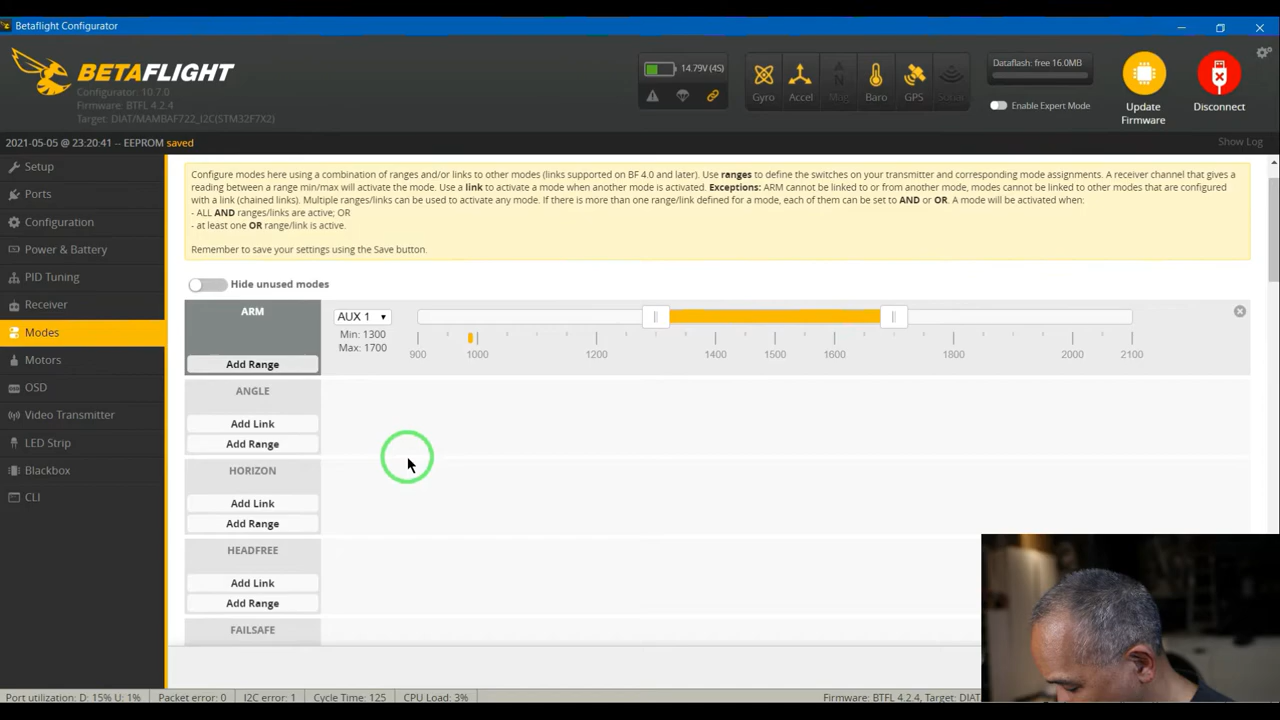 Betaflight Configurator
BETAFLIGHT
Configurator: 10.7.0
Firmware: BTFL 4.2.4
Target: DIAT/MAMBAF722_I2C(STM32F7X2)
14.79V (4S)
Gyro
Accel
Mag
Baro
GPS
Sonar
Dataflash: free 16.0MB
Enable Expert Mode
Update
Firmware
Disconnect
2021-05-05 @ 23:20:41 -- EEPROM saved
Show Log
Setup
Ports
Configuration
Power & Battery
PID Tuning
Receiver
Modes
Motors
OSD
Video Transmitter
LED Strip
Blackbox
CLI
Configure modes here using a combination of ranges and/or links to other modes (links supported on BF 4.0 and later). Use ranges to define the switches on your transmitter and corresponding mode assignments. A receiver channel that gives a
reading between a range min/max will activate the mode. Use a link to activate a mode when another mode is activated. Exceptions: ARM cannot be linked to or from another mode, modes cannot be linked to other modes that are configured
with a link (chained links). Multiple ranges/links can be used to activate any mode. If there is more than one range/link defined for a mode, each of them can be set to AND or OR. A mode will be activated when:
- ALL AND ranges/links are active; OR
- at least one OR range/link is active.
Remember to save your settings using the Save button.
Hide unused modes
ARM
Add Range
AUX 1
Min: 1300
Max: 1700
900 1000 1200 1400 1500 1600 1800 2000 2100
ANGLE
Add Link
Add Range
HORIZON
Add Link
Add Range
HEADFREE
Add Link
Add Range
FAILSAFE
Port utilization: D: 15% U: 1% Packet error: 0 I2C error: 1 Cycle Time: 125 CPU Load: 3% Firmware: BTFL 4.2.4, Target: DIAT